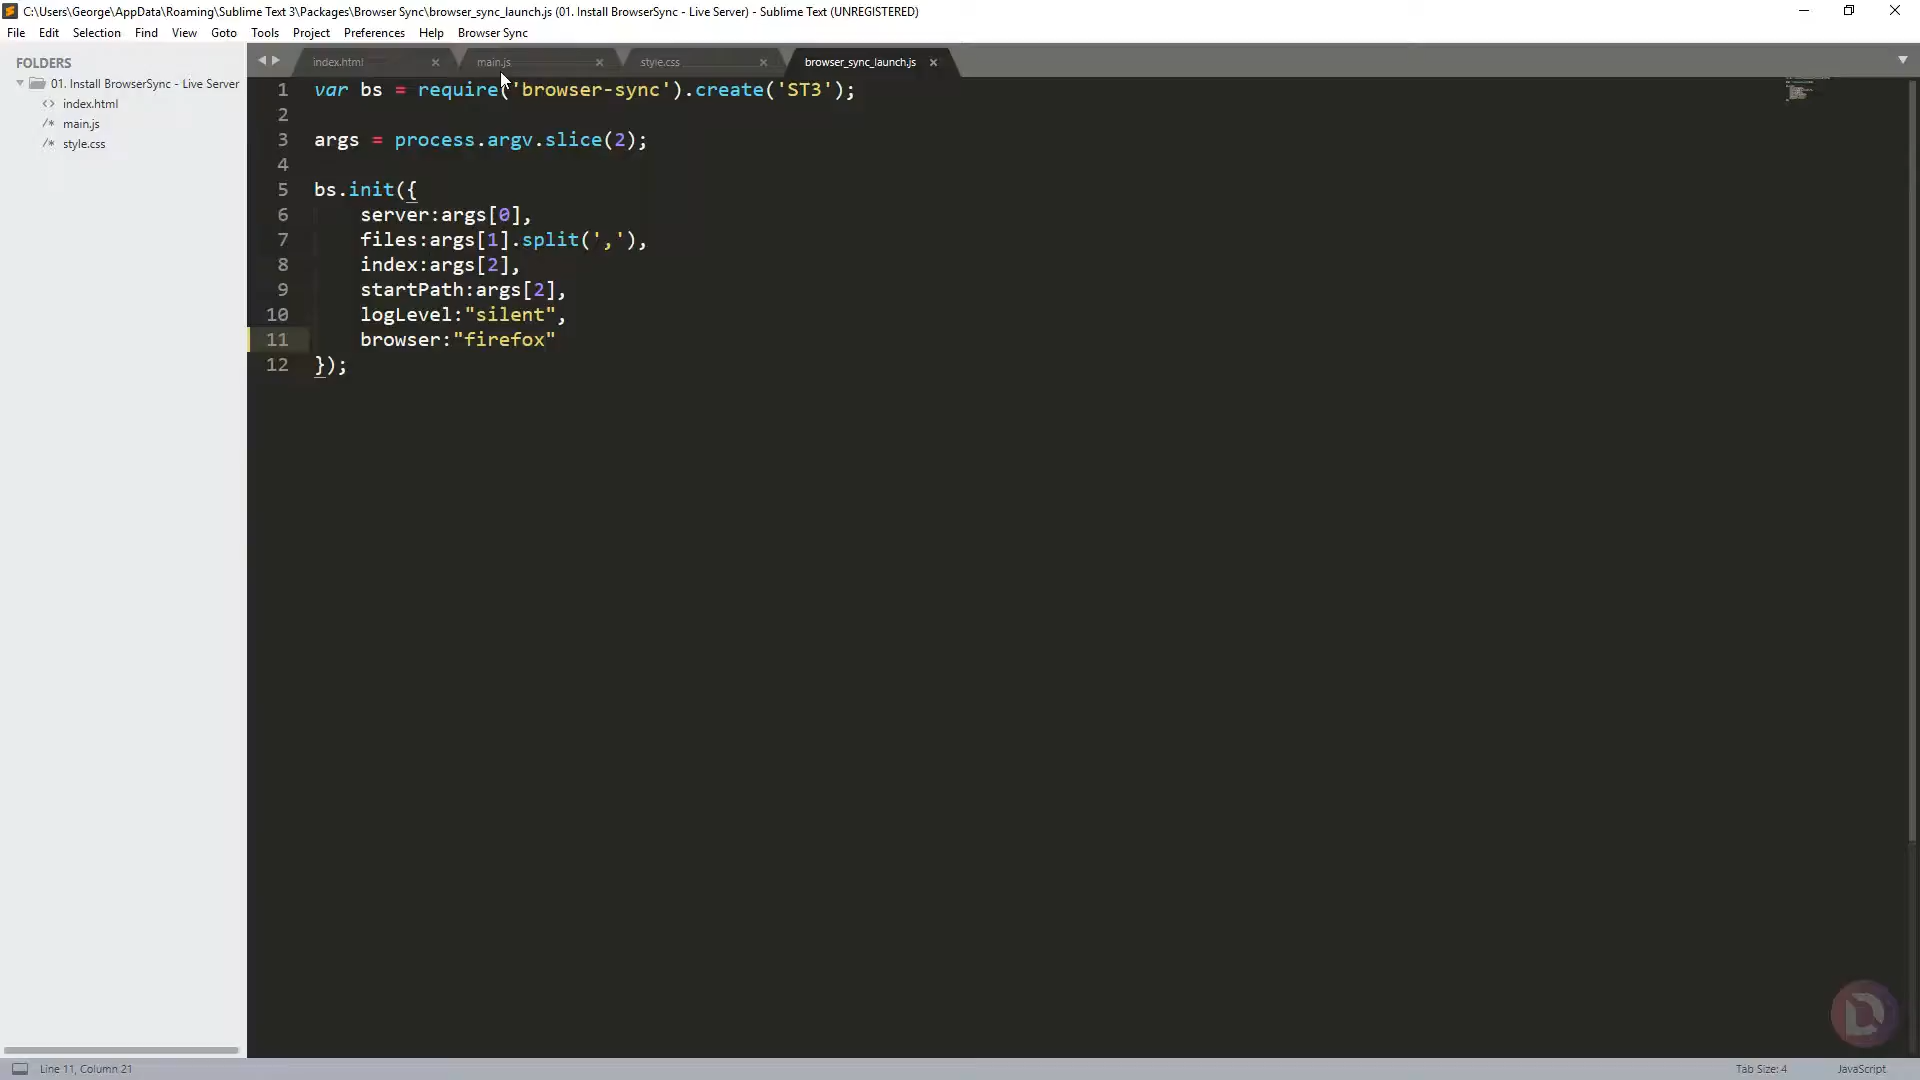 C:\Users\George\AppData\Roaming\Sublime Text 3\Packages\Browser Sync\browser_sync_launch.js (01. Install BrowserSync - Live Server) - Sublime Text (UNREGISTERED)
File Edit Selection Find View Goto Tools Project Preferences Help Browser Sync
FOLDERS
01. Install BrowserSync - Live Server
<> index.html
/* main.js
/* style.css
index.html × main.js × style.css × browser_sync_launch.js ×
1 var bs = require('browser-sync').create('ST3');
2
3 args = process.argv.slice(2);
4
5 bs.init({
6 server:args[0],
7 files:args[1].split(','),
8 index:args[2],
9 startPath:args[2],
10 logLevel:"silent",
11 browser:"firefox"
12 });
Line 11, Column 21
Tab Size: 4
JavaScript